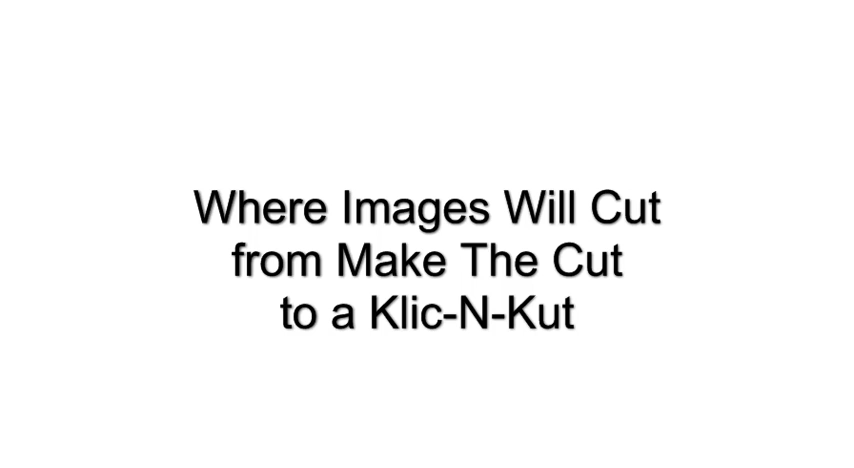 Where Images Will Cut
from Make The Cut
to a Klic-N-Kut